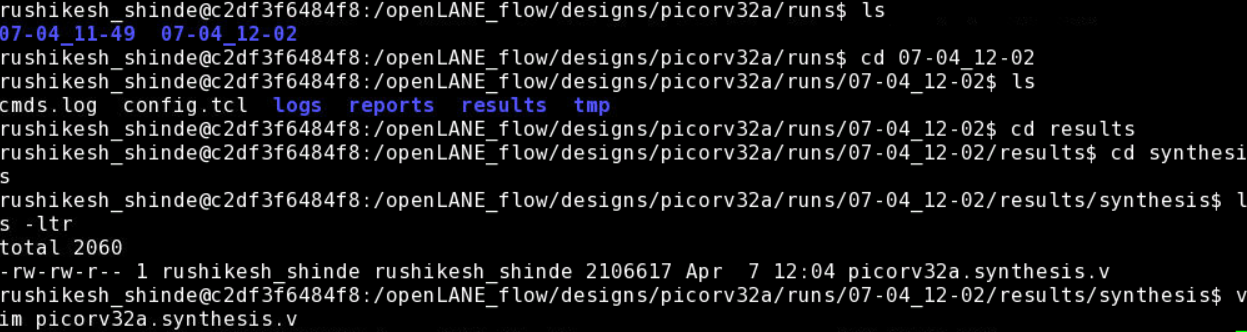 rushikesh_shinde@c2df3f6484f8:/openLANE_flow/designs/picorv32a/runs$ ls
07-04_11-49  07-04_12-02
rushikesh_shinde@c2df3f6484f8:/openLANE_flow/designs/picorv32a/runs$ cd 07-04_12-02
rushikesh_shinde@c2df3f6484f8:/openLANE_flow/designs/picorv32a/runs/07-04_12-02$ ls
cmds.log  config.tcl  logs  reports  results  tmp
rushikesh_shinde@c2df3f6484f8:/openLANE_flow/designs/picorv32a/runs/07-04_12-02$ cd results
rushikesh_shinde@c2df3f6484f8:/openLANE_flow/designs/picorv32a/runs/07-04_12-02/results$ cd synthesi
s
rushikesh_shinde@c2df3f6484f8:/openLANE_flow/designs/picorv32a/runs/07-04_12-02/results/synthesis$ l
s -ltr
total 2060
-rw-rw-r-- 1 rushikesh_shinde rushikesh_shinde 2106617 Apr  7 12:04 picorv32a.synthesis.v
rushikesh_shinde@c2df3f6484f8:/openLANE_flow/designs/picorv32a/runs/07-04_12-02/results/synthesis$ v
im picorv32a.synthesis.v